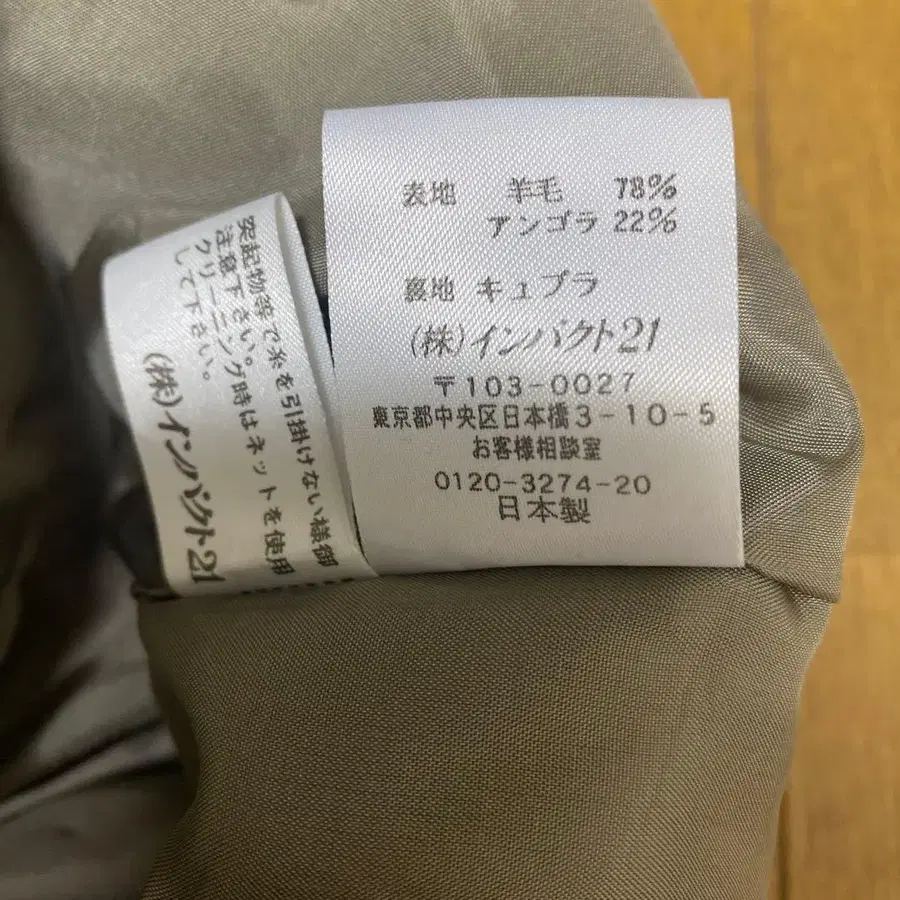 表地 羊毛 78%
アンゴラ 22%
裏地 キュプラ
(株)インパクト21
〒103-0027
東京都中央区日本橋3-10-5
お客様相談室
0120-3274-20
日本製
突起物等で糸を引掛けない様御
注意下さい。
クリーニング時はネットを使用
して下さい。
(株)インパクト21